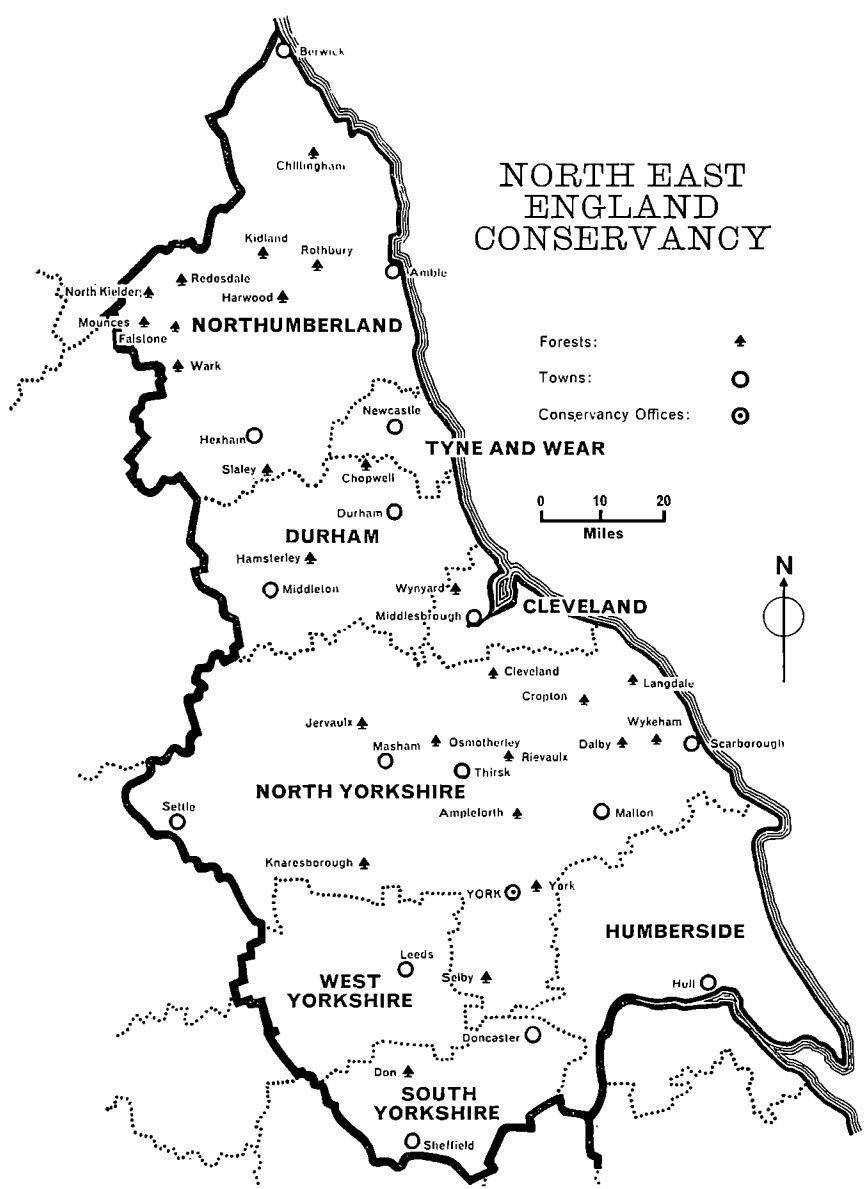 Berwick
Chillingham
NORTH EAST
ENGLAND
CONSERVANCY
Kidland
Rothbury
Amble
Redesdale
North Kielder
Harwood
Mounces
NORTHUMBERLAND
Falstone
Wark
Forests:
Towns:
Conservancy Offices:
Newcastle
Hexham
TYNE AND WEAR
Slaley
Chopwell
0 10 20
Miles
Durham
DURHAM
Hamsterley
Middleton
Wynyard
N
Middlesbrough
CLEVELAND
Cleveland
Langdale
Cropton
Jervaulx
Wykeham
Masham
Osmotherley
Dalby
Scarborough
Rievaulx
Thirsk
NORTH YORKSHIRE
Settle
Ampleforth
Malton
Knaresborough
YORK
York
HUMBERSIDE
Leeds
WEST
YORKSHIRE
Selby
Hull
Doncaster
Don
SOUTH
YORKSHIRE
Sheffield